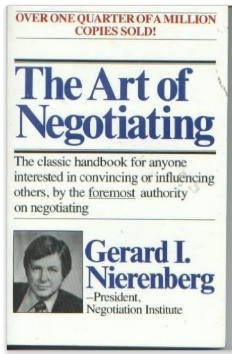 OVER ONE QUARTER OF A MILLION
COPIES SOLD!
The Art of
Negotiating
The classic handbook for anyone
interested in convincing or influencing
others, by the foremost authority
on negotiating
Gerard I.
Nierenberg
–President,
Negotiation Institute